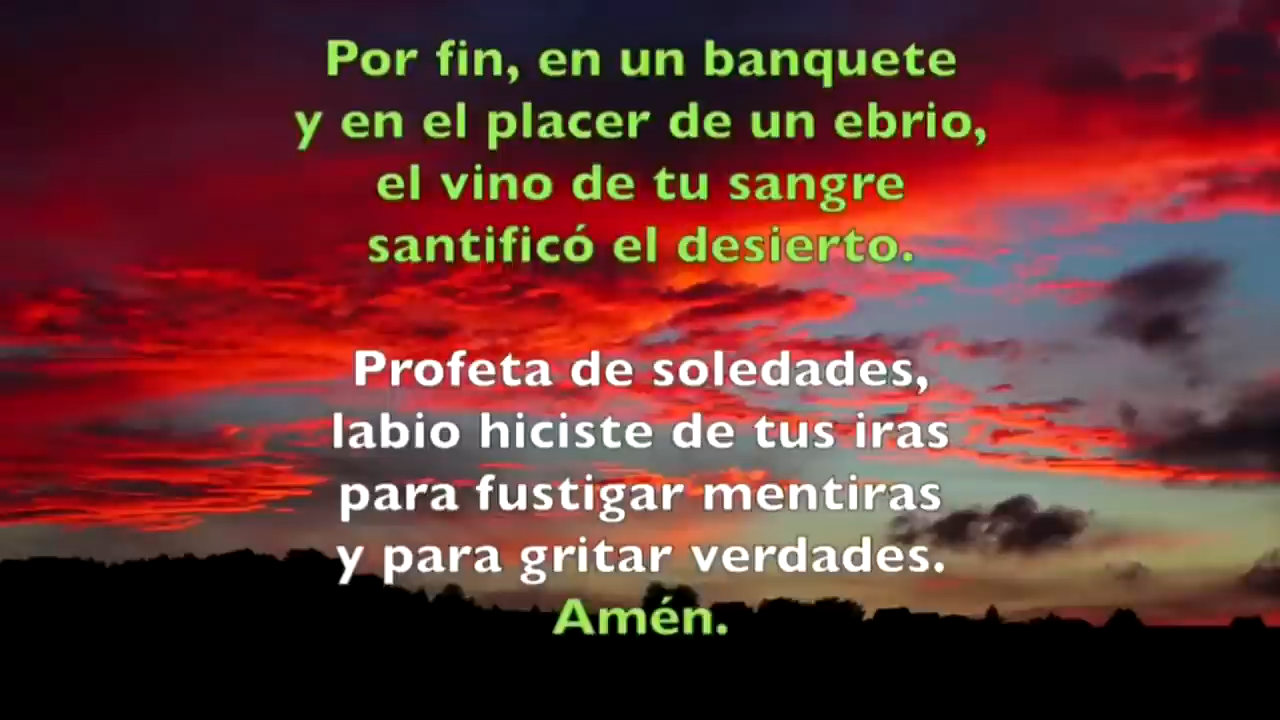 Por fin, en un banquete
y en el placer de un ebrio,
el vino de tu sangre
santificó el desierto.
Profeta de soledades,
labio hiciste de tus iras
para fustigar mentiras
y para gritar verdades.
Amén.